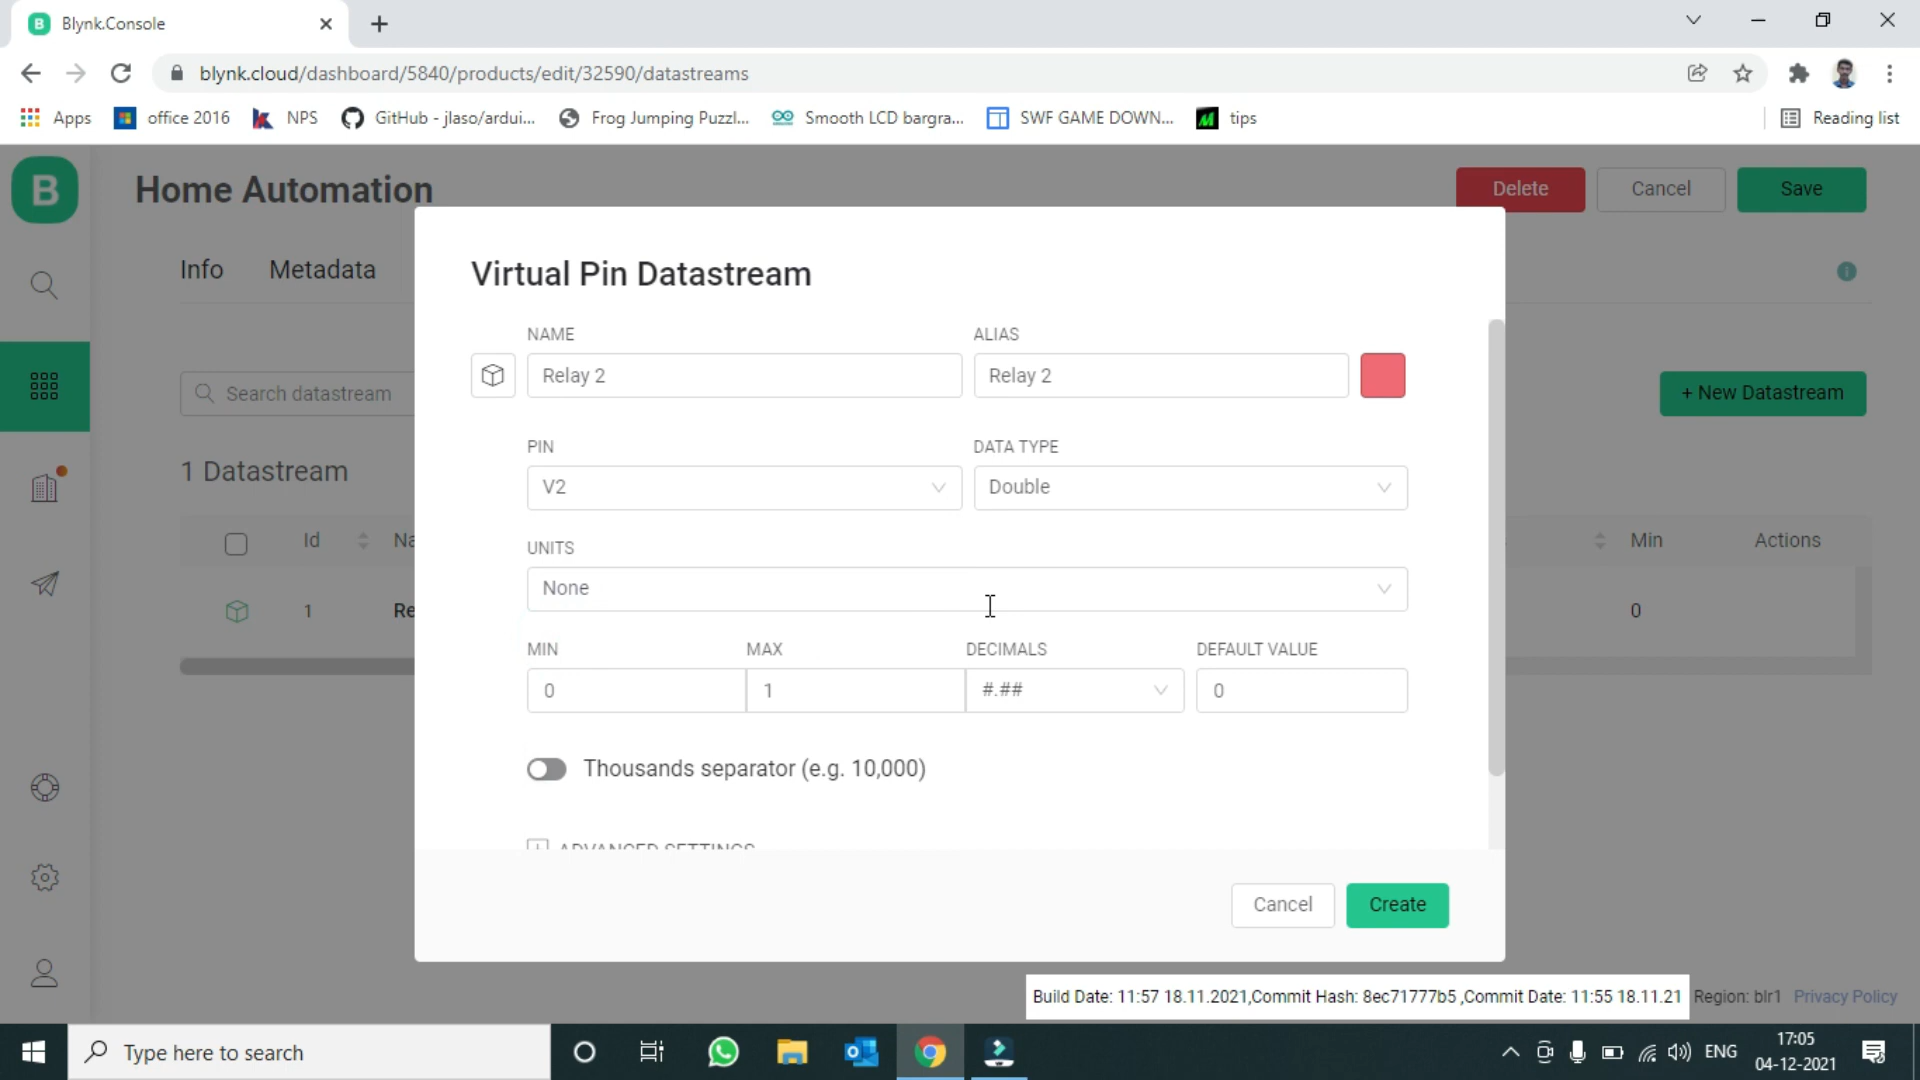 B Blynk.Console
blynk.cloud/dashboard/5840/products/edit/32590/datastreams
Apps office 2016 NPS GitHub - jlaso/ardui... Frog Jumping Puzzl... Smooth LCD bargra... SWF GAME DOWN... tips Reading list
B Home Automation Delete Cancel Save
Info Metadata
Virtual Pin Datastream
NAME ALIAS
Relay 2 Relay 2
Search datastream + New Datastream
PIN DATA TYPE
1 Datastream V2 Double
Id Na Min Actions
UNITS
None
1 Re 0
MIN MAX DECIMALS DEFAULT VALUE
0 1 #.## 0
Thousands separator (e.g. 10,000)
ADVANCED SETTINGS
Cancel Create
Build Date: 11:57 18.11.2021,Commit Hash: 8ec71777b5 ,Commit Date: 11:55 18.11.21 Region: blr1 Privacy Policy
Type here to search ENG 17:05
04-12-2021